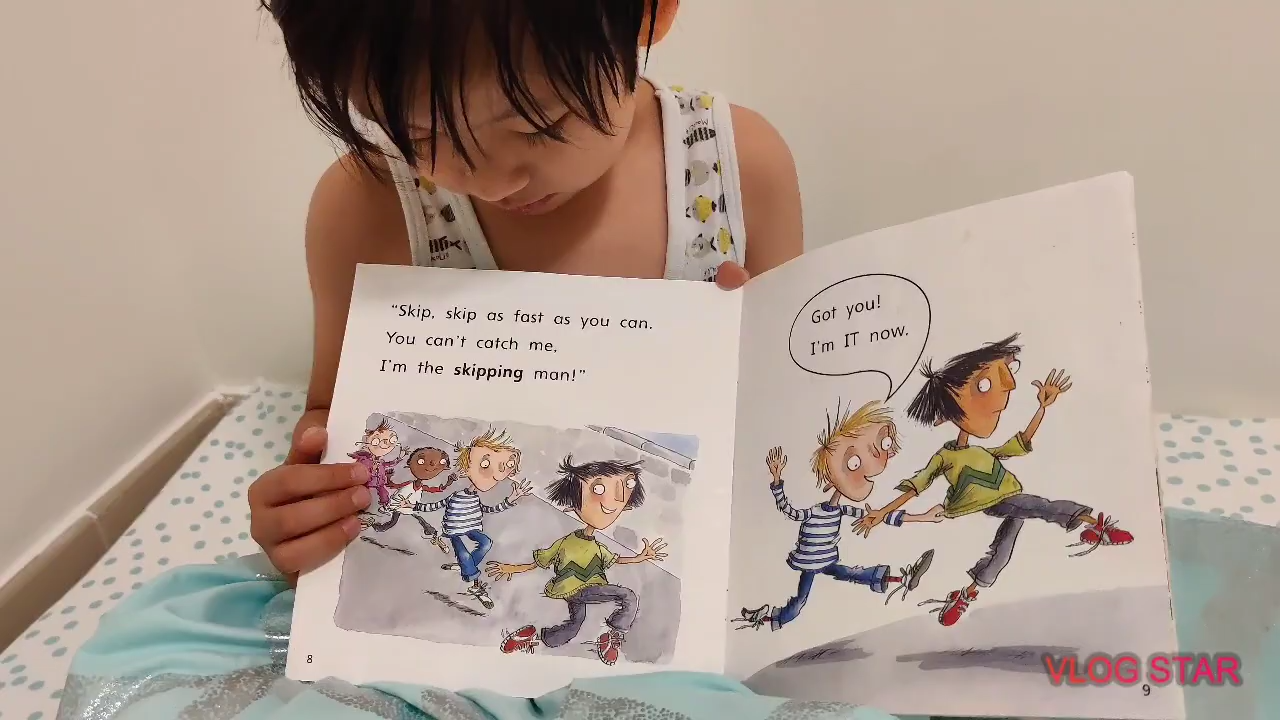 "Skip, skip as fast as you can.
You can't catch me.
I'm the skipping man!"
8
Got you!
I'm IT now.
9
VLOG STAR